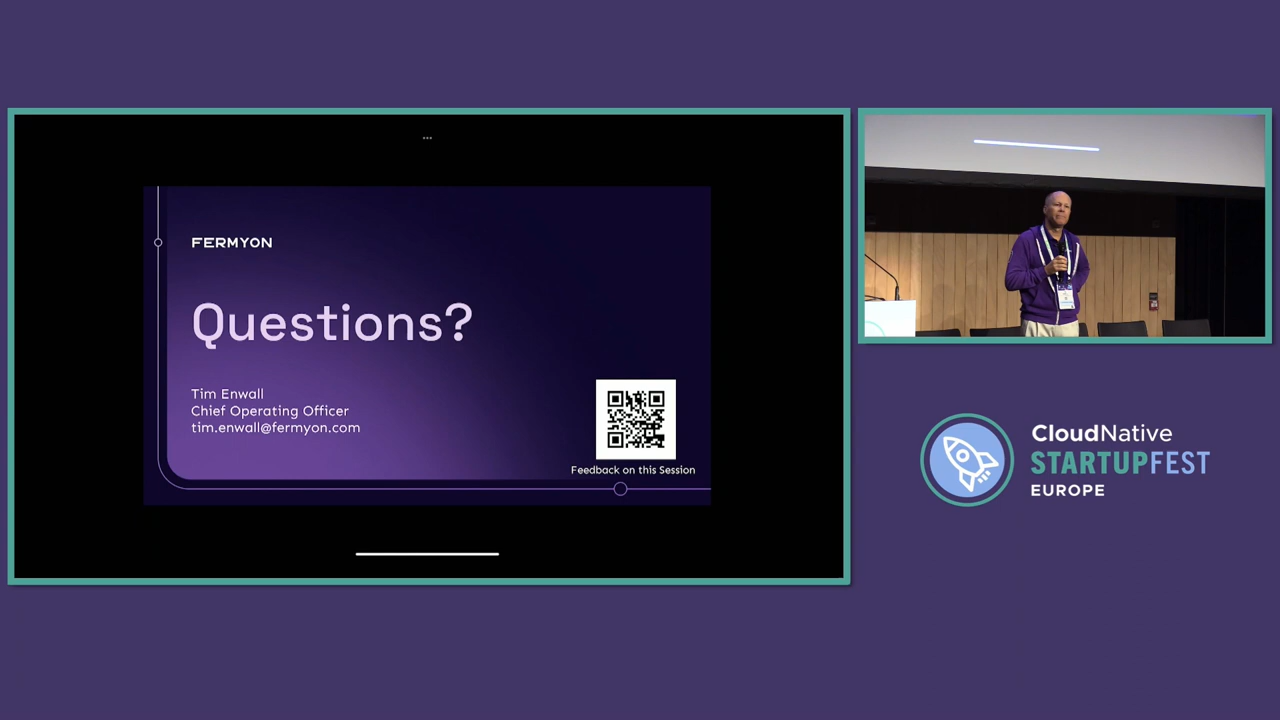 FERMYON
Questions?
Tim Enwall
Chief Operating Officer
tim.enwall@fermyon.com
Feedback on this Session
CloudNative
STARTUPFEST
EUROPE